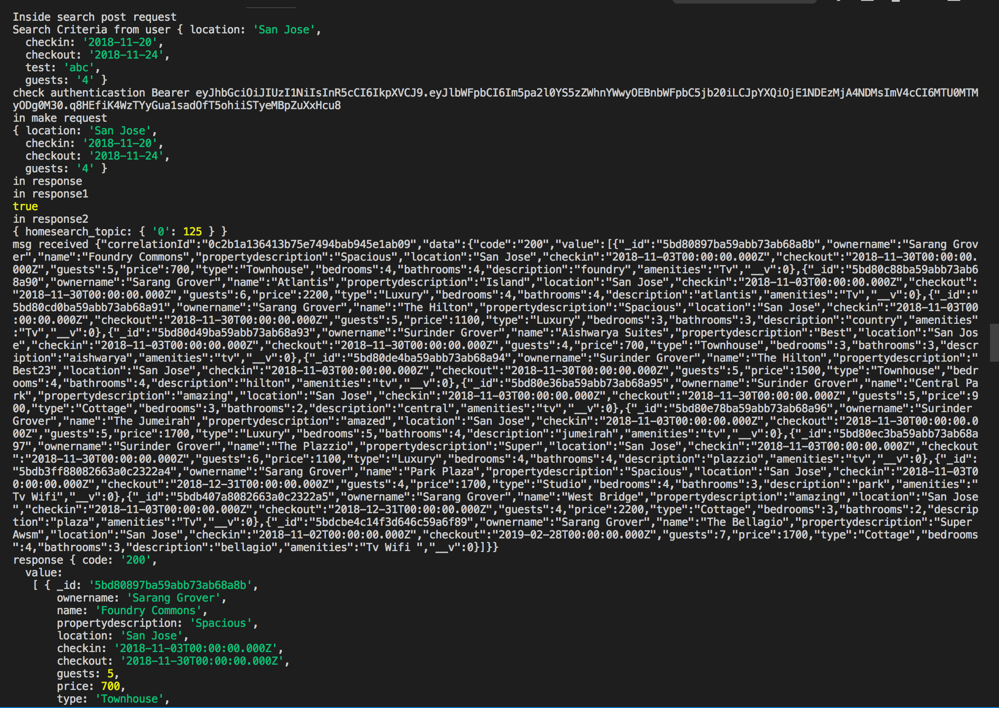 Inside search post request
Search Criteria from user { location: 'San Jose',
checkin: '2018-11-20',
checkout: '2018-11-24',
test: 'abc',
guests: '4' }
check authenticastion Bearer eyJhbGciOiJIUzI1NiIsInR5cCI6IkpXVCJ9.eyJlbWFpbCI6Im5pa2l0YS5zZWhnYWwyOEBnbWFpbC5jb20iLCJpYXQiOjE1NDEzMjA4NDMsImV4cCI6MTU0MTM
yODg0M30.q8HEfiK4WzTYyGua1sadOfT5ohiiSTyeMBpZuXxHcu8
in make request
{ location: 'San Jose',
checkin: '2018-11-20',
checkout: '2018-11-24',
guests: '4' }
in response
in response1
true
in response2
{ homesearch_topic: { '0': 125 } }
msg received {"correlationId":"0c2b1a136413b75e7494bab945e1ab09","data":{"code":"200","value":[{"_id":"5bd80897ba59abb73ab68a8b","ownername":"Sarang Grov
er","name":"Foundry Commons","propertydescription":"Spacious","location":"San Jose","checkin":"2018-11-03T00:00:00.000Z","checkout":"2018-11-30T00:00:00.
000Z","guests":5,"price":700,"type":"Townhouse","bedrooms":4,"bathrooms":4,"description":"foundry","amenities":"Tv","__v":0},{"_id":"5bd80c88ba59abb73ab6
8a90","ownername":"Sarang Grover","name":"Atlantis","propertydescription":"Island","location":"San Jose","checkin":"2018-11-03T00:00:00.000Z","checkout":
"2018-11-30T00:00:00.000Z","guests":6,"price":2200,"type":"Luxury","bedrooms":4,"bathrooms":4,"description":"atlantis","amenities":"Tv","__v":0},{"_id":"
5bd80cd0ba59abb73ab68a91","ownername":"Sarang Grover","name":"The Hilton","propertydescription":"Spacious","location":"San Jose","checkin":"2018-11-03T00
:00:00.000Z","checkout":"2018-11-30T00:00:00.000Z","guests":5,"price":1100,"type":"Luxury","bedrooms":3,"bathrooms":3,"description":"country","amenities"
:"Tv","__v":0},{"_id":"5bd80d49ba59abb73ab68a93","ownername":"Surinder Grover","name":"Aishwarya Suites","propertydescription":"Best","location":"San Jos
e","checkin":"2018-11-03T00:00:00.000Z","checkout":"2018-11-30T00:00:00.000Z","guests":4,"price":700,"type":"Townhouse","bedrooms":3,"bathrooms":3,"descr
iption":"aishwarya","amenities":"tv","__v":0},{"_id":"5bd80de4ba59abb73ab68a94","ownername":"Surinder Grover","name":"The Hilton","propertydescription":"
Best23","location":"San Jose","checkin":"2018-11-03T00:00:00.000Z","checkout":"2018-11-30T00:00:00.000Z","guests":5,"price":1500,"type":"Townhouse","bedr
ooms":4,"bathrooms":4,"description":"hilton","amenities":"tv","__v":0},{"_id":"5bd80e36ba59abb73ab68a95","ownername":"Surinder Grover","name":"Central Pa
rk","propertydescription":"amazing","location":"San Jose","checkin":"2018-11-03T00:00:00.000Z","checkout":"2018-11-30T00:00:00.000Z","guests":5,"price":9
00,"type":"Cottage","bedrooms":3,"bathrooms":2,"description":"central","amenities":"tv","__v":0},{"_id":"5bd80e78ba59abb73ab68a96","ownername":"Surinder
Grover","name":"The Jumeirah","propertydescription":"amazed","location":"San Jose","checkin":"2018-11-03T00:00:00.000Z","checkout":"2018-11-30T00:00:00.0
00Z","guests":5,"price":1700,"type":"Luxury","bedrooms":5,"bathrooms":4,"description":"jumeirah","amenities":"tv","__v":0},{"_id":"5bd80ec3ba59abb73ab68a
97","ownername":"Surinder Grover","name":"The Plazzio","propertydescription":"Super","location":"San Jose","checkin":"2018-11-03T00:00:00.000Z","checkout
":"2018-11-30T00:00:00.000Z","guests":6,"price":1100,"type":"Luxury","bedrooms":4,"bathrooms":4,"description":"plazzio","amenities":"tv","__v":0},{"_id":
"5bdb3ff88082663a0c2322a4","ownername":"Sarang Grover","name":"Park Plaza","propertydescription":"Spacious","location":"San Jose","checkin":"2018-11-03T0
0:00:00.000Z","checkout":"2018-12-31T00:00:00.000Z","guests":4,"price":1700,"type":"Studio","bedrooms":4,"bathrooms":3,"description":"park","amenities":"
Tv Wifi","__v":0},{"_id":"5bdb407a8082663a0c2322a5","ownername":"Sarang Grover","name":"West Bridge","propertydescription":"amazing","location":"San Jose
","checkin":"2018-11-03T00:00:00.000Z","checkout":"2018-12-31T00:00:00.000Z","guests":4,"price":2200,"type":"Cottage","bedrooms":3,"bathrooms":2,"descrip
tion":"plaza","amenities":"Tv","__v":0},{"_id":"5bdcbe4c14f3d646c59a6f89","ownername":"Sarang Grover","name":"The Bellagio","propertydescription":"Super
Awsm","location":"San Jose","checkin":"2018-11-02T00:00:00.000Z","checkout":"2019-02-28T00:00:00.000Z","guests":7,"price":1700,"type":"Cottage","bedrooms
":4,"bathrooms":3,"description":"bellagio","amenities":"Tv Wifi ","__v":0}]}}
response { code: '200',
value:
[ { _id: '5bd80897ba59abb73ab68a8b',
ownername: 'Sarang Grover',
name: 'Foundry Commons',
propertydescription: 'Spacious',
location: 'San Jose',
checkin: '2018-11-03T00:00:00.000Z',
checkout: '2018-11-30T00:00:00.000Z',
guests: 5,
price: 700,
type: 'Townhouse',